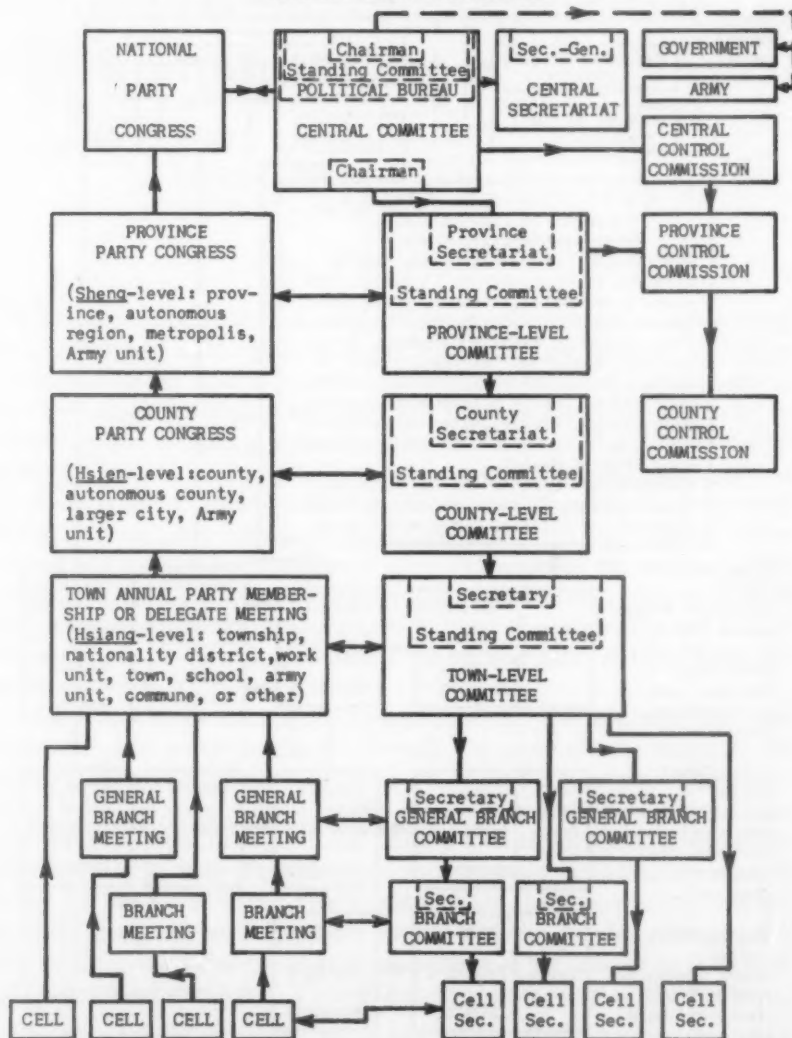 NATIONAL
PARTY
CONGRESS
Chairman
Standing Committee
POLITICAL BUREAU
CENTRAL COMMITTEE
Chairman
Sec.-Gen.
CENTRAL
SECRETARIAT
GOVERNMENT
ARMY
CENTRAL
CONTROL
COMMISSION
PROVINCE
PARTY CONGRESS
(Sheng-level: prov-
ince, autonomous
region, metropolis,
Army unit)
Province
Secretariat
Standing Committee
PROVINCE-LEVEL
COMMITTEE
PROVINCE
CONTROL
COMMISSION
COUNTY
PARTY CONGRESS
(Hsien-level:county,
autonomous county,
larger city, Army
unit)
County
Secretariat
Standing Committee
COUNTY-LEVEL
COMMITTEE
COUNTY
CONTROL
COMMISSION
TOWN ANNUAL PARTY MEMBER-
SHIP OR DELEGATE MEETING
(Hsiang-level: township,
nationality district,work
unit, town, school, army
unit, commune, or other)
Secretary
Standing Committee
TOWN-LEVEL
COMMITTEE
GENERAL
BRANCH
MEETING
GENERAL
BRANCH
MEETING
Secretary
GENERAL BRANCH
COMMITTEE
Secretary
GENERAL BRANCH
COMMITTEE
BRANCH
MEETING
BRANCH
MEETING
Sec.
BRANCH
COMMITTEE
Sec.
BRANCH
COMMITTEE
CELL
CELL
CELL
CELL
Cell
Sec.
Cell
Sec.
Cell
Sec.
Cell
Sec.